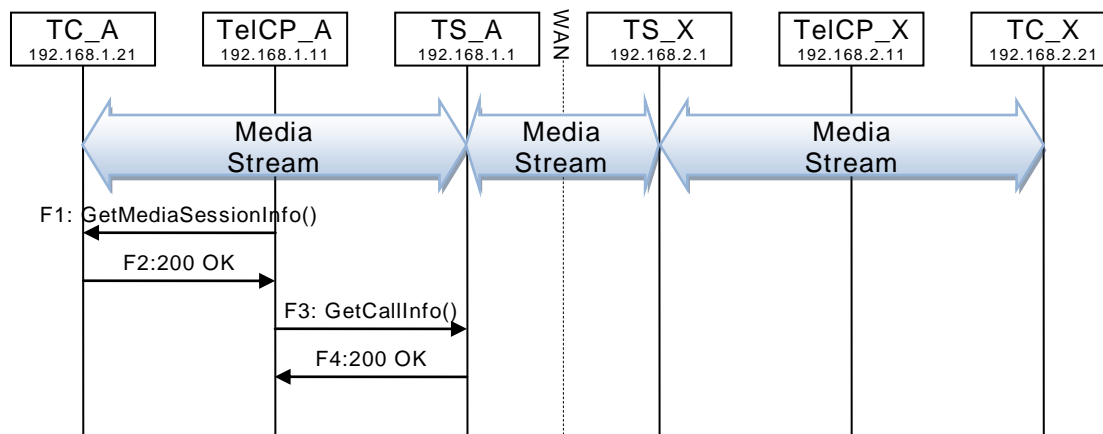 TC_A
192.168.1.21
TelCP_A
192.168.1.11
TS_A
192.168.1.1
WAN
TS_X
192.168.2.1
TelCP_X
192.168.2.11
TC_X
192.168.2.21
Media
Stream
Media
Stream
Media
Stream
F1: GetMediaSessionInfo()
F2:200 OK
F3: GetCallInfo()
F4:200 OK